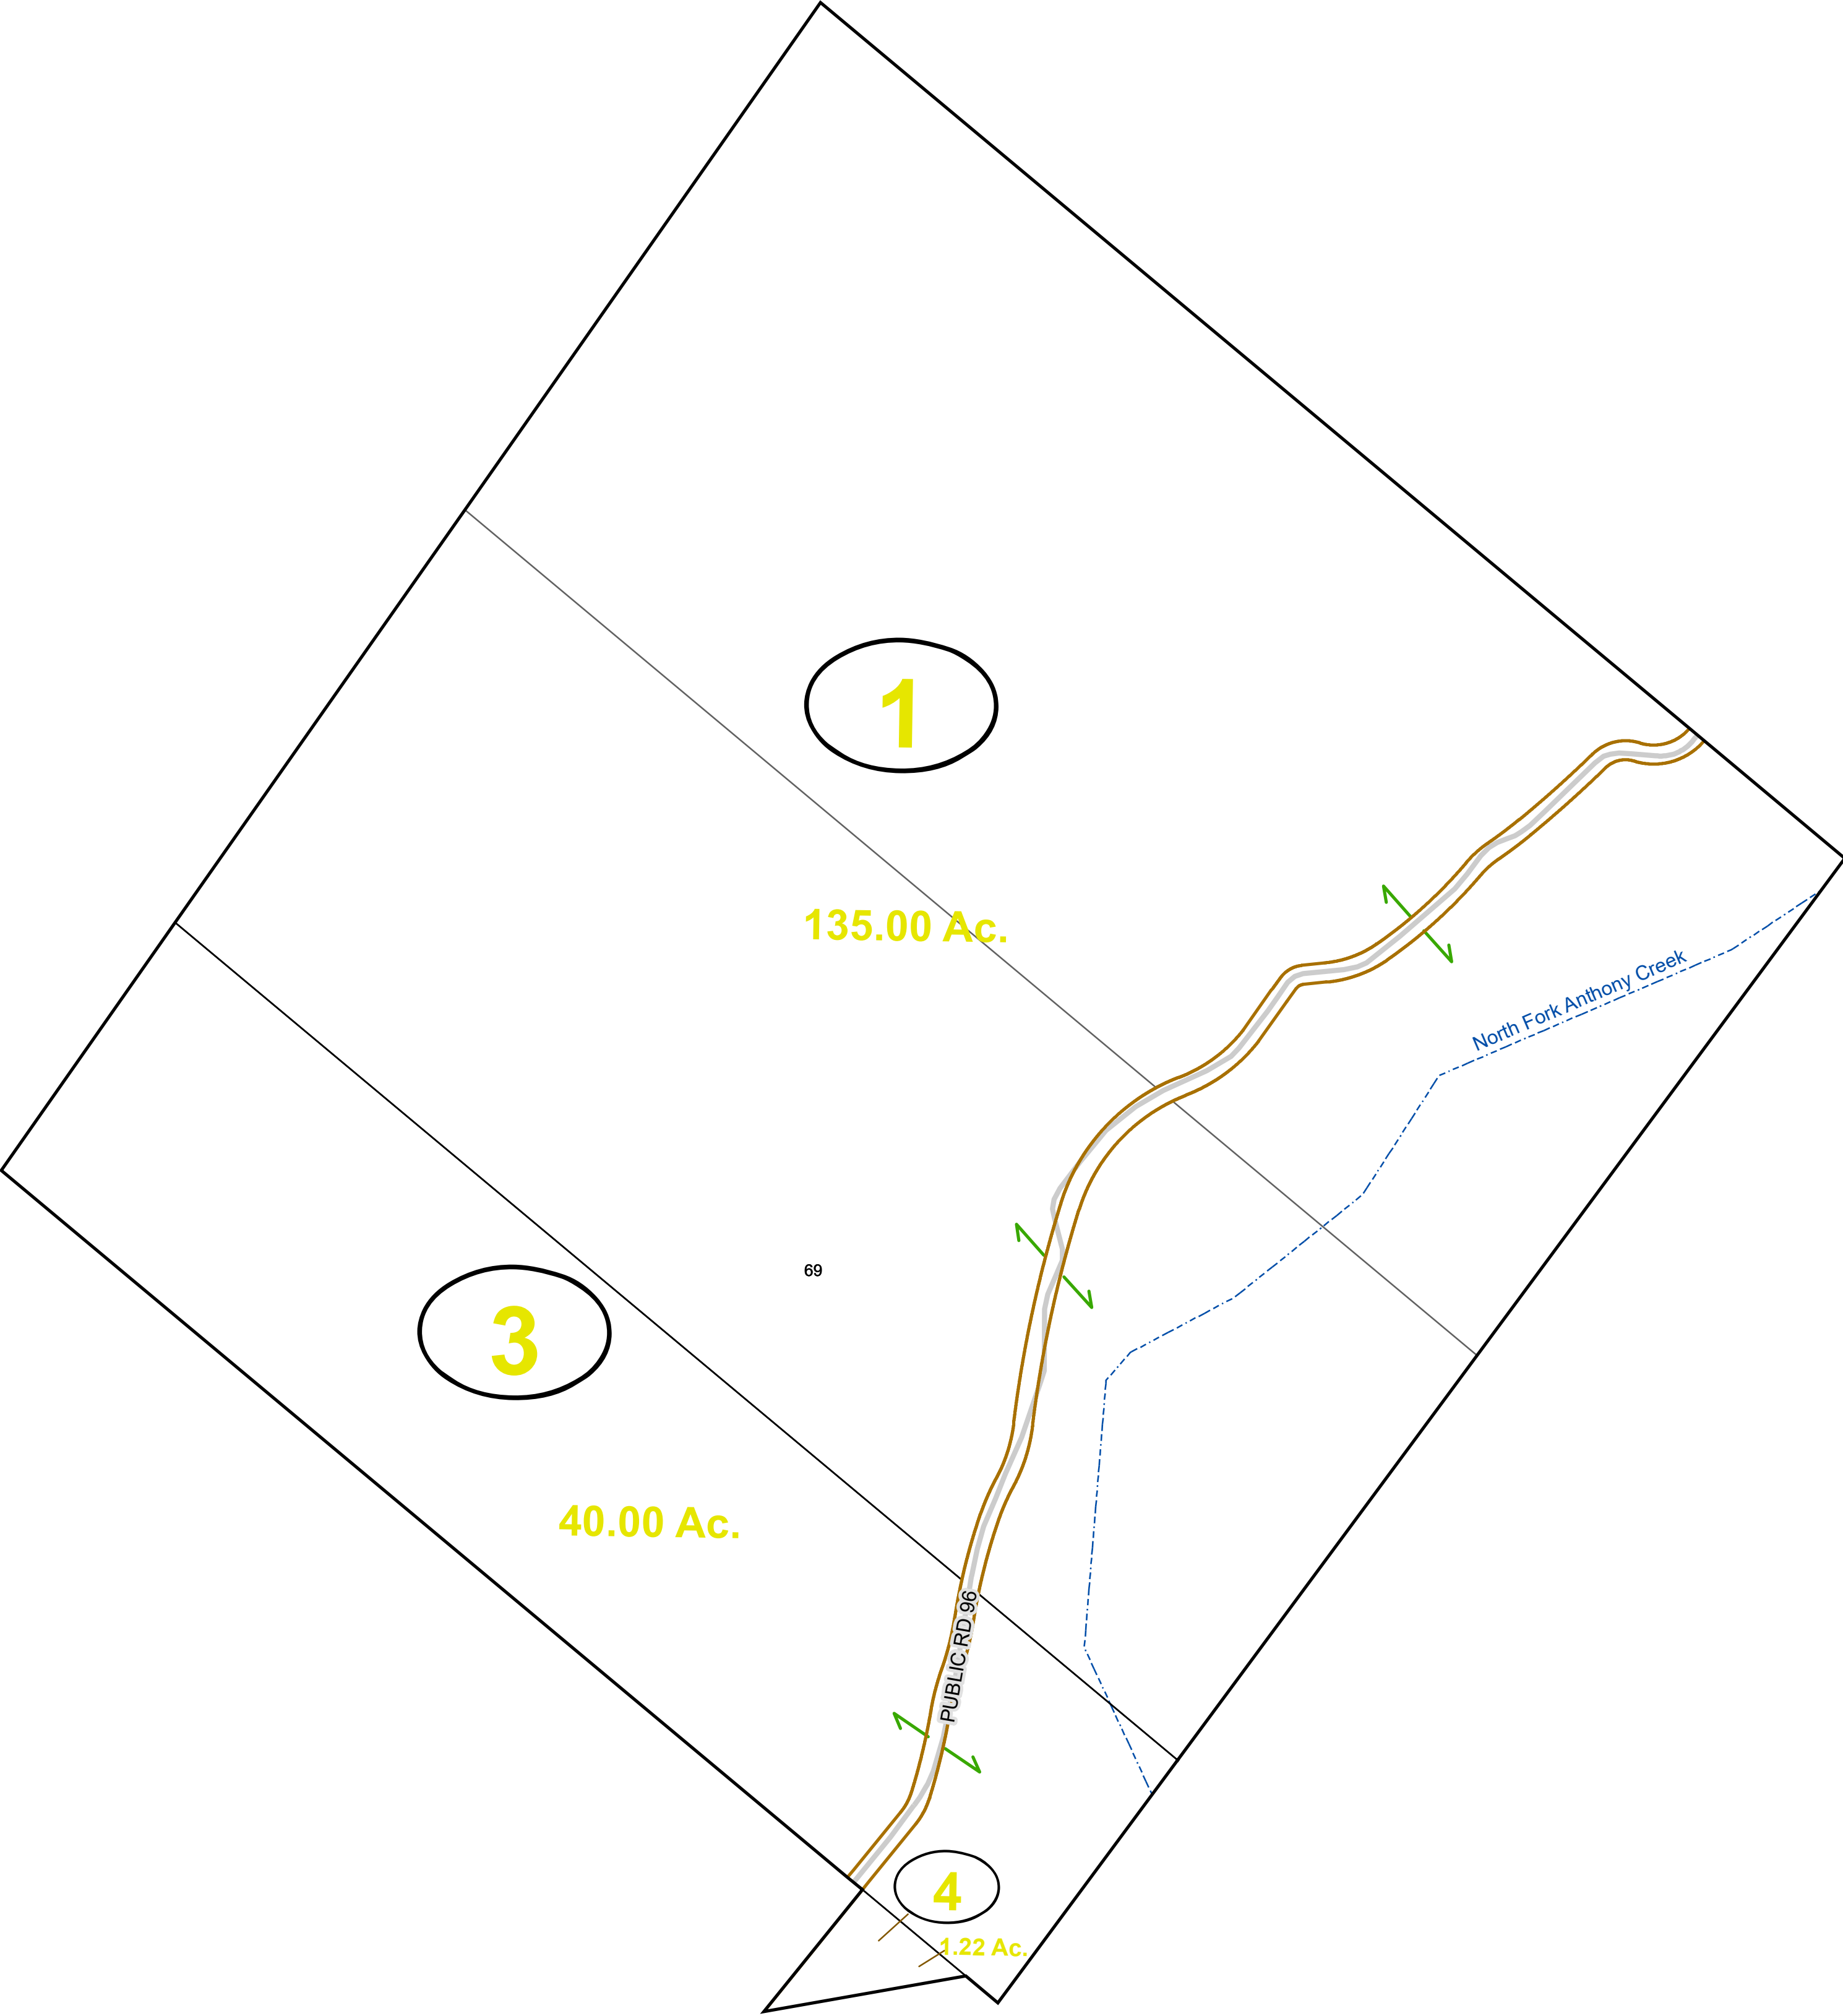 1
135.00 Ac.
North Fork Anthony Creek
69
3
40.00 Ac.
PUBLIC RD 96
4
1.22 Ac.